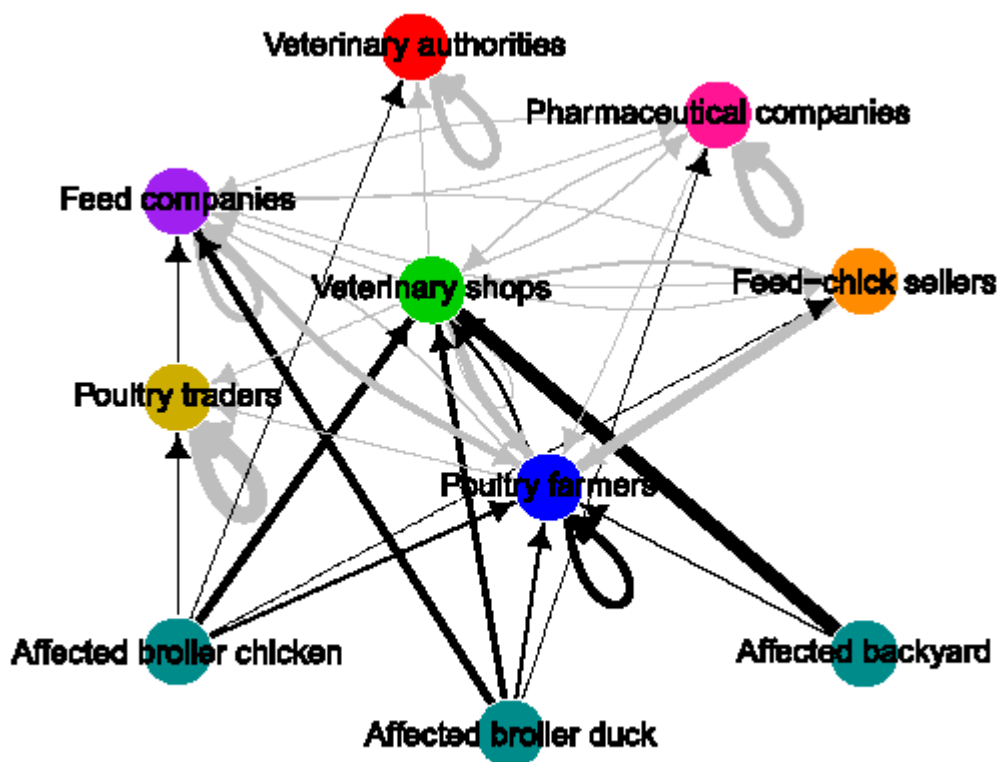 Veterinary authorities
Pharmaceutical companies
Feed companies
Veterinary shops
Feed-chick sellers
Poultry traders
Poultry farmers
Affected broiler chicken
Affected backyard
Affected broiler duck